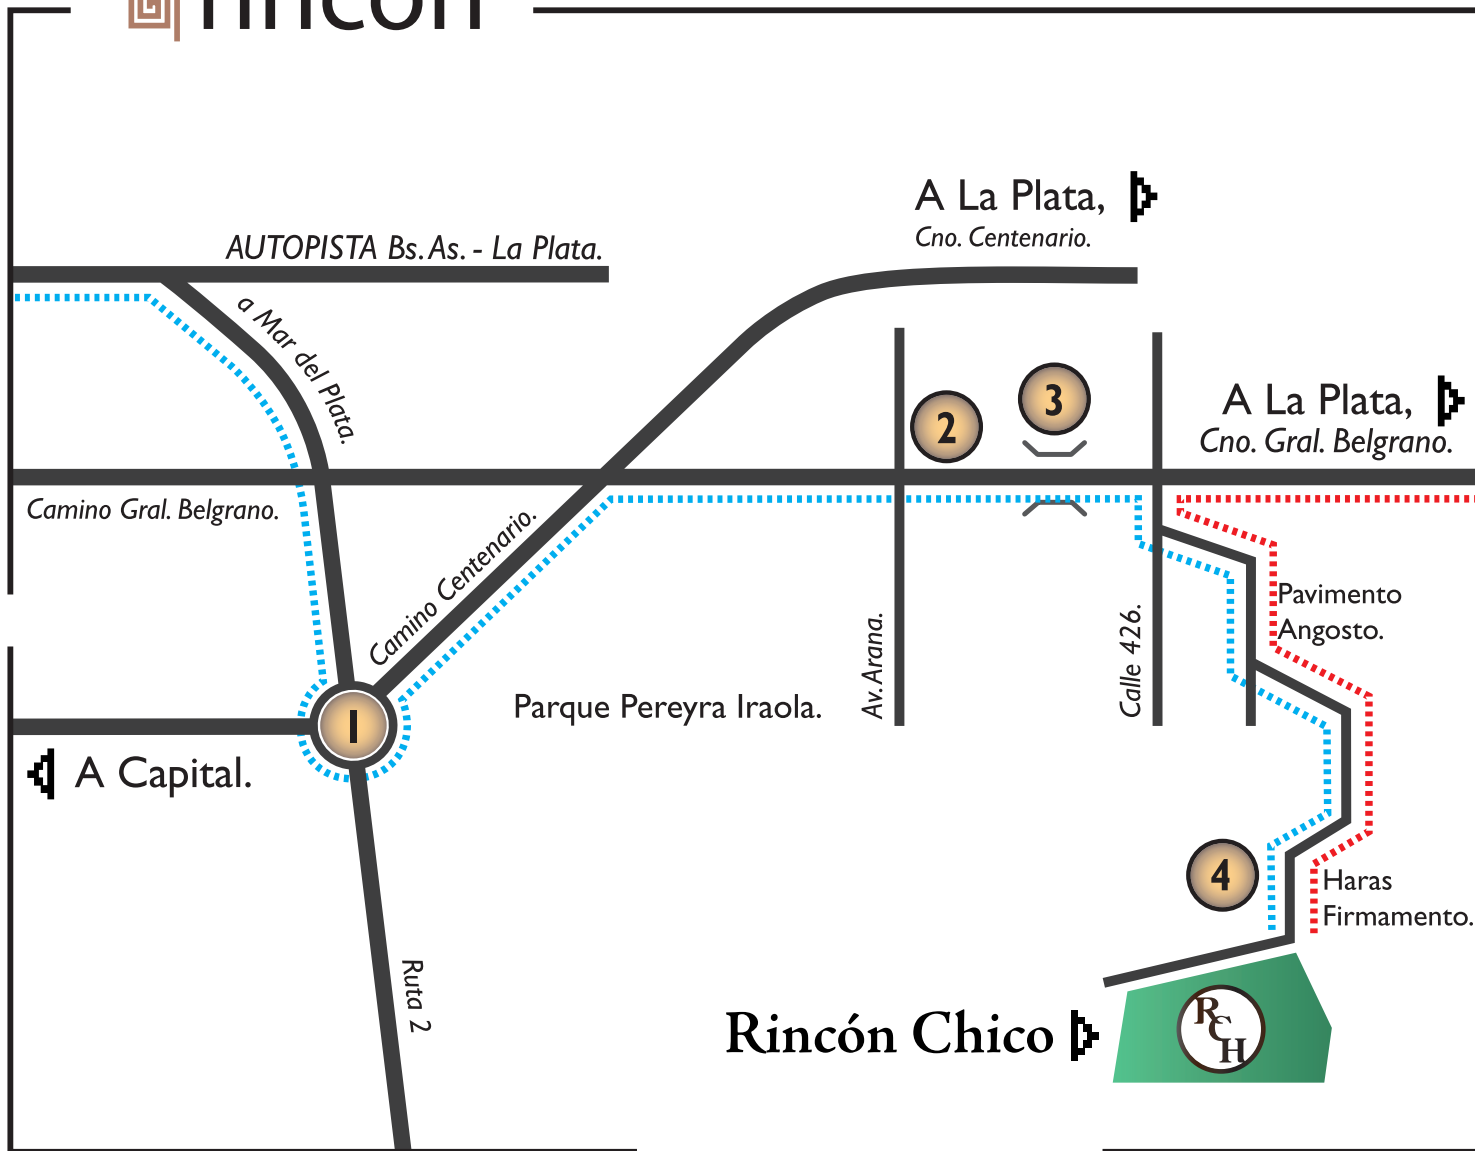 rincón
A La Plata,
Cno. Centenario.
AUTOPISTA Bs. As. - La Plata.
a Mar del Plata.
3
2
A La Plata,
Cno. Gral. Belgrano.
Camino Gral. Belgrano.
Camino Centenario.
Pavimento
Angosto.
Av. Arana.
Calle 426.
Parque Pereyra Iraola.
1
A Capital.
4
Haras
Firmamento.
Ruta 2
Rincón Chico
RCH